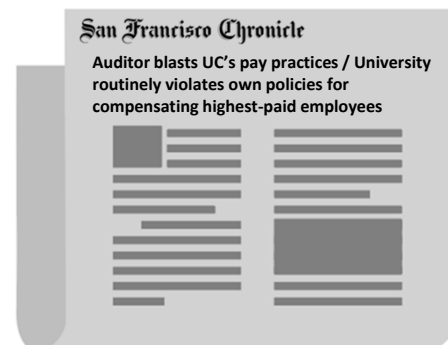 San Francisco Chronicle
Auditor blasts UC's pay practices / University
routinely violates own policies for
compensating highest-paid employees